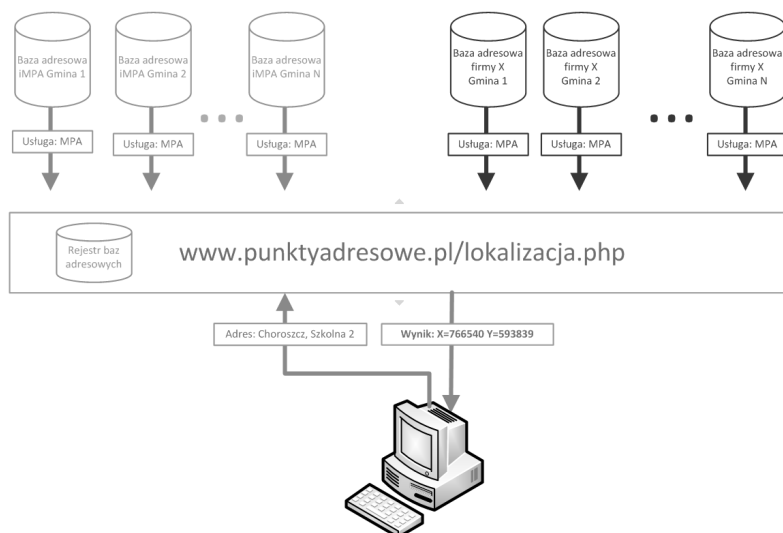 Baza adresowa
iMPA Gmina 1
Baza adresowa
iMPA Gmina 2
Baza adresowa
iMPA Gmina N
Baza adresowa
firmy X
Gmina 1
Baza adresowa
firmy X
Gmina 2
Baza adresowa
firmy X
Gmina N
Usługa: MPA
Usługa: MPA
Usługa: MPA
Usługa: MPA
Usługa: MPA
Usługa: MPA
Rejestr baz
adresowych
www.punktyadresowe.pl/lokalizacja.php
Adres: Choroszcz, Szkolna 2
Wynik: X=766540 Y=593839